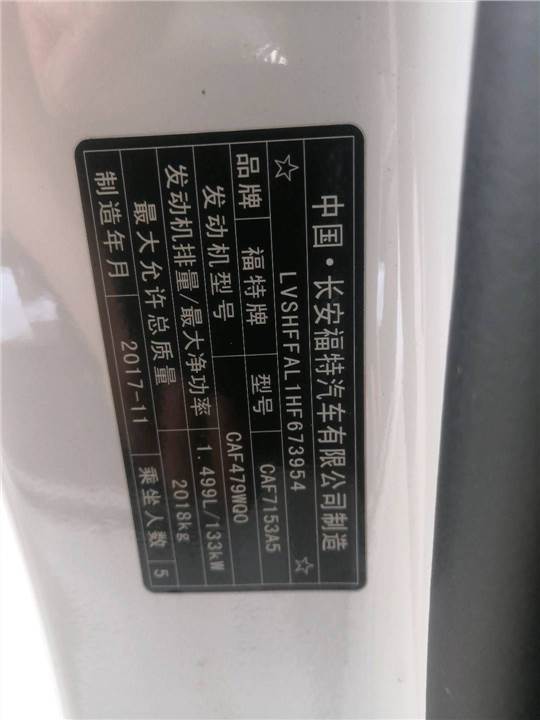 中国·长安福特汽车有限公司制造
☆ LVSHFFAL1HF673954 ☆
品牌 福特牌 型号 CAF7153A5
发动机型号 CAF479WQ0
发动机排量/最大净功率 1.499L/133kW
最大允许总质量 2018kg
制造年月 2017-11 乘坐人数 5